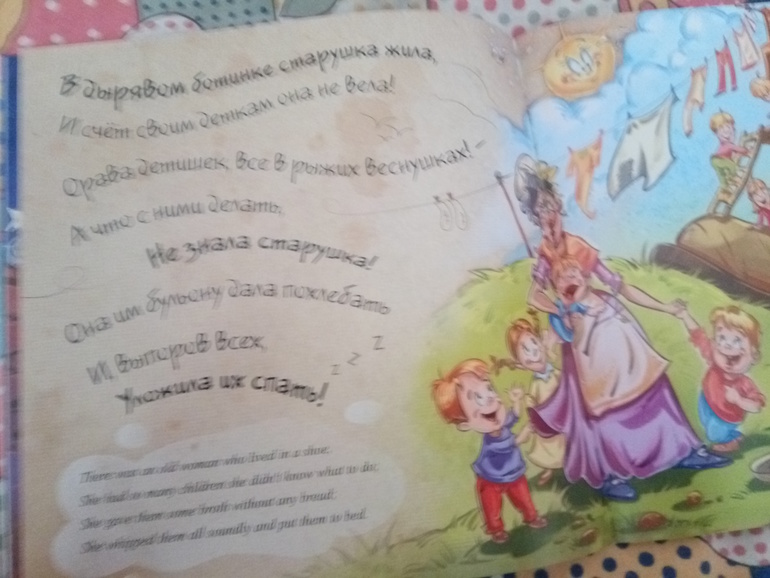 В дырявом ботинке старушка жила,
И счёт своим деткам она не вела!
Орава детишек, все в рыжих веснушках! -
А что с ними делать,
Не знала старушка!
Она им бульону дала похлебать
И, выпоров всех,
Уложила их спать!
z z z
There was an old woman who lived in a shoe;
She had so many children she didn't know what to do;
She gave them some broth without any bread;
She whipped them all soundly and put them to bed.